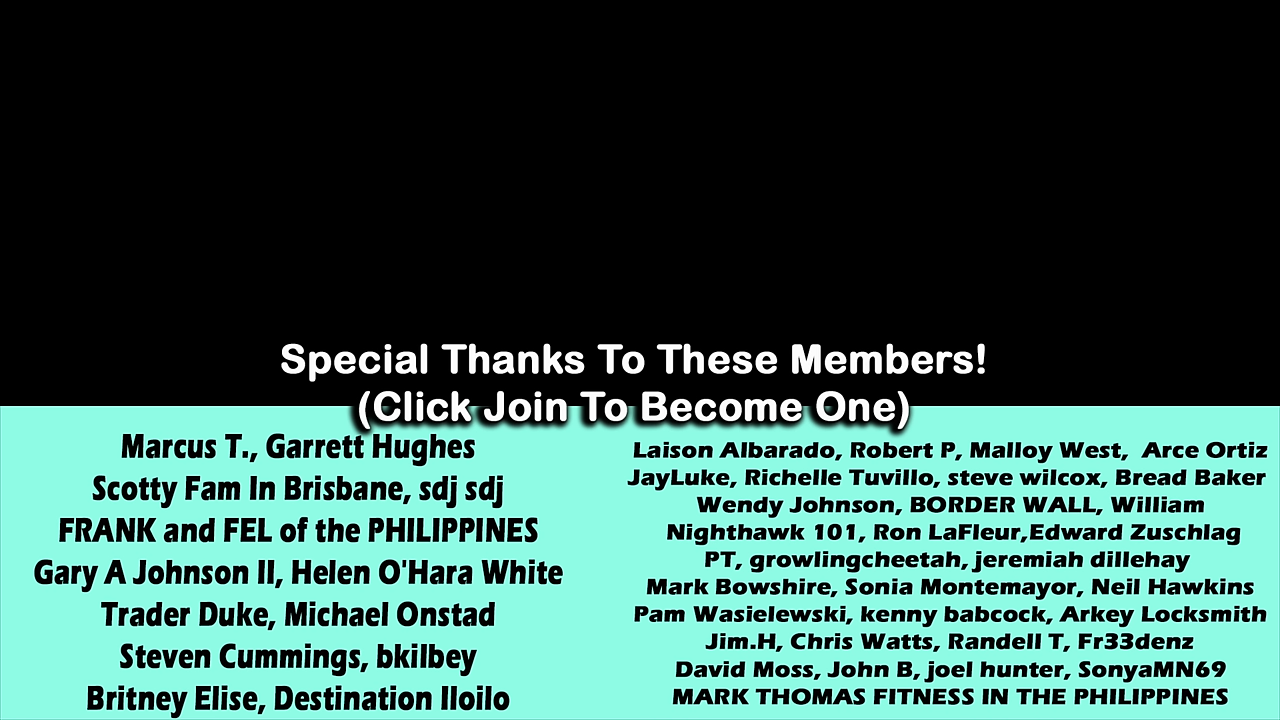 Special Thanks To These Members!
(Click Join To Become One)
Marcus T., Garrett Hughes
Scotty Fam In Brisbane, sdj sdj
FRANK and FEL of the PHILIPPINES
Gary A Johnson II, Helen O'Hara White
Trader Duke, Michael Onstad
Steven Cummings, bkilbey
Britney Elise, Destination Iloilo
Laison Albarado, Robert P, Malloy West,  Arce Ortiz
JayLuke, Richelle Tuvillo, steve wilcox, Bread Baker
Wendy Johnson, BORDER WALL, William
Nighthawk 101, Ron LaFleur,Edward Zuschlag
PT, growlingcheetah, jeremiah dillehay
Mark Bowshire, Sonia Montemayor, Neil Hawkins
Pam Wasielewski, kenny babcock, Arkey Locksmith
Jim.H, Chris Watts, Randell T, Fr33denz
David Moss, John B, joel hunter, SonyaMN69
MARK THOMAS FITNESS IN THE PHILIPPINES